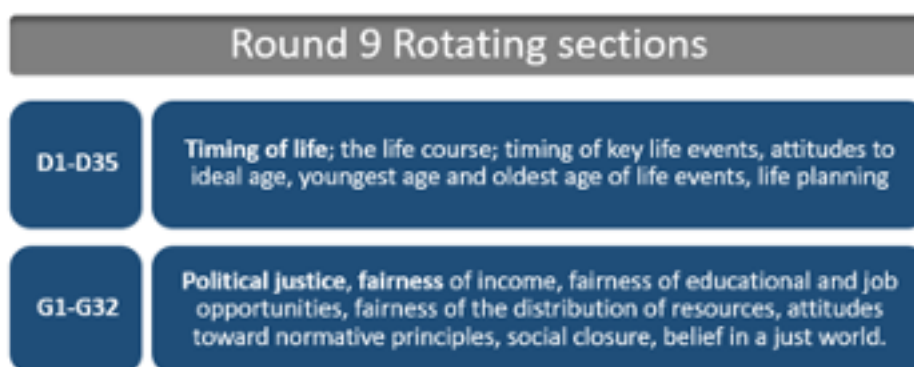 Round 9 Rotating sections
D1-D35
Timing of life; the life course; timing of key life events, attitudes to
ideal age, youngest age and oldest age of life events, life planning
G1-G32
Political justice, fairness of income, fairness of educational and job
opportunities, fairness of the distribution of resources, attitudes
toward normative principles, social closure, belief in a just world.